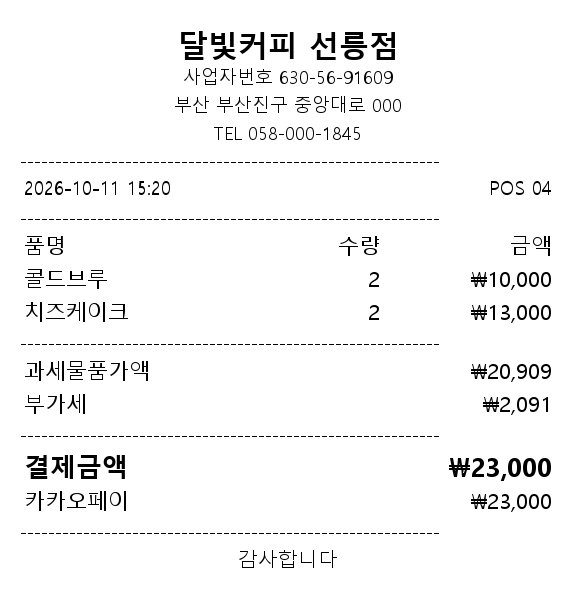 달빛커피 선릉점
사업자번호 630-56-91609
부산 부산진구 중앙대로 000
TEL 058-000-1845
2026-10-11 15:20 POS 04
품명 수량 금액
콜드브루 2 ₩10,000
치즈케이크 2 ₩13,000
과세물품가액 ₩20,909
부가세 ₩2,091
결제금액 ₩23,000
카카오페이 ₩23,000
감사합니다